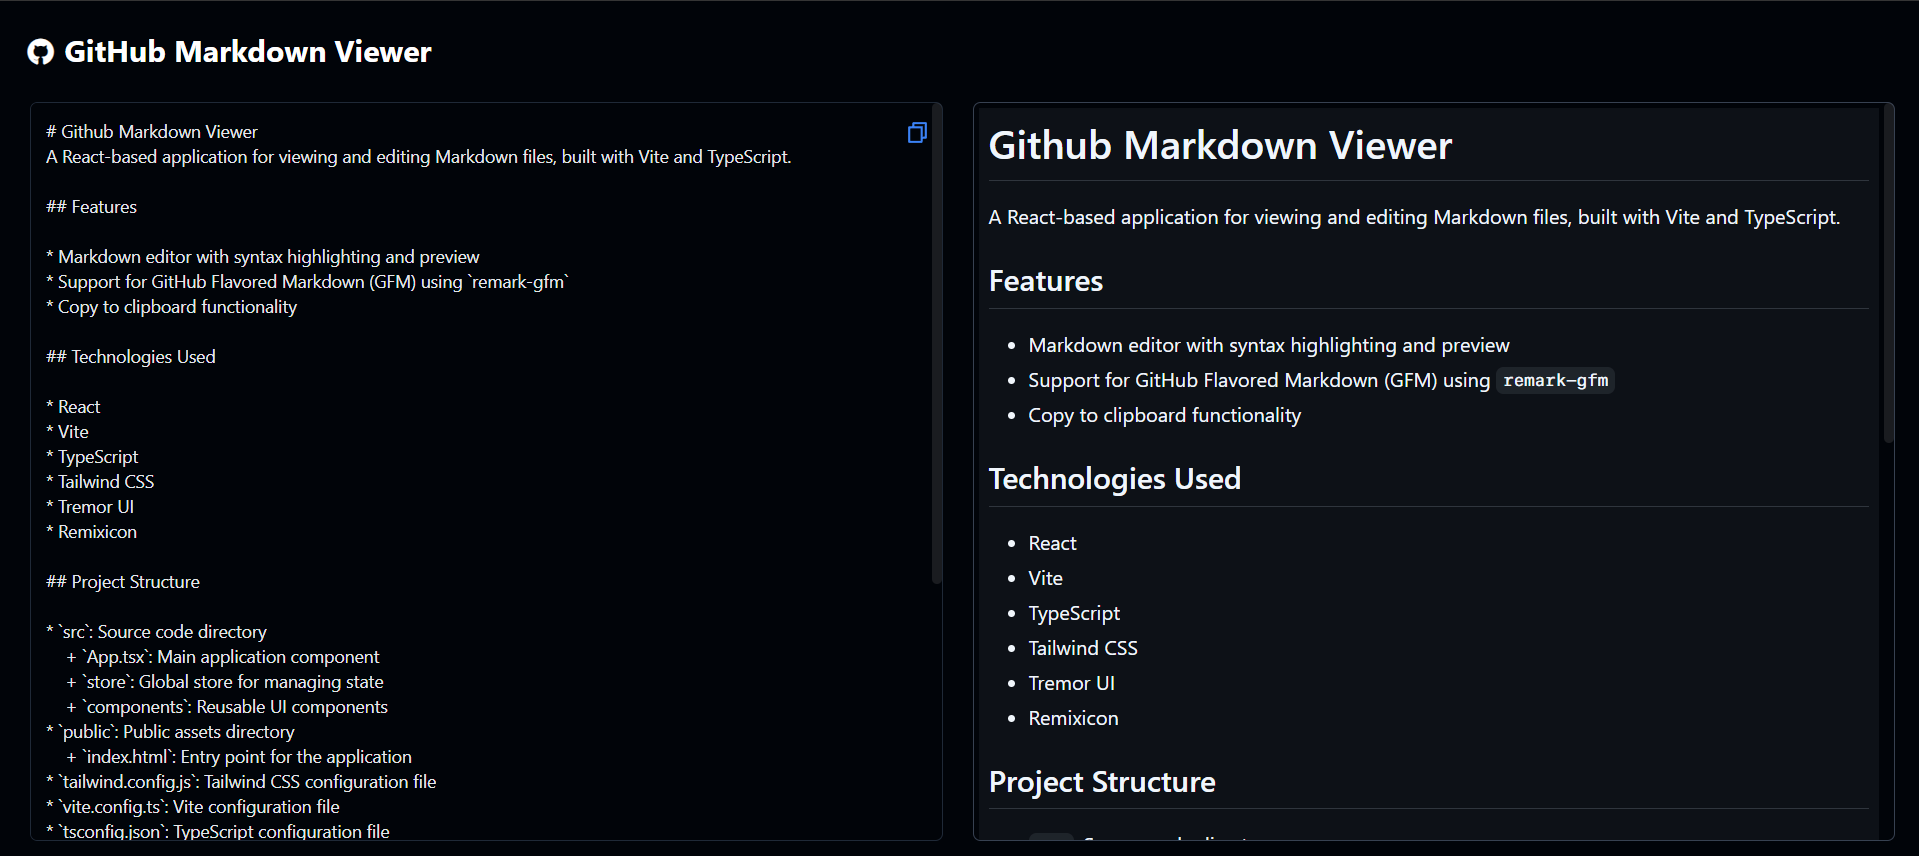 GitHub Markdown Viewer
# Github Markdown Viewer
A React-based application for viewing and editing Markdown files, built with Vite and TypeScript.
## Features
* Markdown editor with syntax highlighting and preview
* Support for GitHub Flavored Markdown (GFM) using `remark-gfm`
* Copy to clipboard functionality
## Technologies Used
* React
* Vite
* TypeScript
* Tailwind CSS
* Tremor UI
* Remixicon
## Project Structure
* `src`: Source code directory
+ `App.tsx`: Main application component
+ `store`: Global store for managing state
+ `components`: Reusable UI components
* `public`: Public assets directory
+ `index.html`: Entry point for the application
* `tailwind.config.js`: Tailwind CSS configuration file
* `vite.config.ts`: Vite configuration file
* `tsconfig.json`: TypeScript configuration file
Github Markdown Viewer
A React-based application for viewing and editing Markdown files, built with Vite and TypeScript.
Features
• Markdown editor with syntax highlighting and preview
• Support for GitHub Flavored Markdown (GFM) using remark-gfm
• Copy to clipboard functionality
Technologies Used
• React
• Vite
• TypeScript
• Tailwind CSS
• Tremor UI
• Remixicon
Project Structure